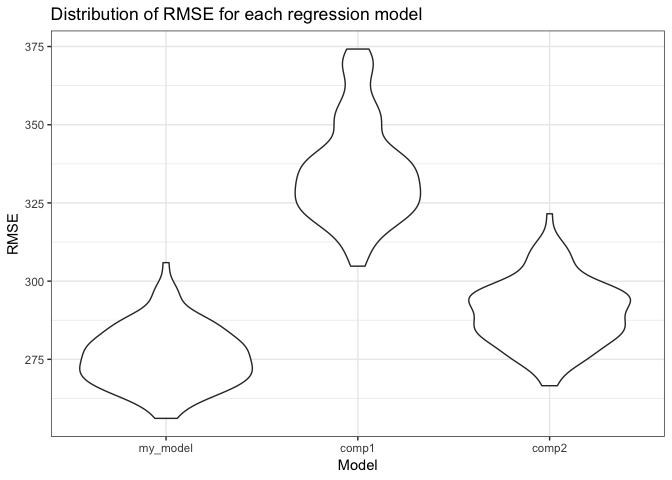 Distribution of RMSE for each regression model
375
350
325
300
275
RMSE
my_model
comp1
comp2
Model